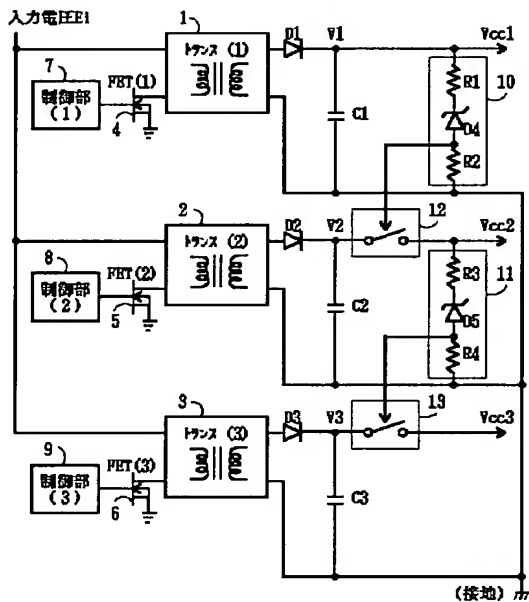 入力電圧Ei
1
トランス (1)
D1
V1
Vcc1
7
制御部
(1)
FET(1)
4
C1
R1
D4
R2
10
2
トランス (2)
D2
V2
12
Vcc2
8
制御部
(2)
FET(2)
5
C2
R3
D5
R4
11
3
トランス (3)
D3
V3
13
Vcc3
9
制御部
(3)
FET(3)
6
C3
(接地)